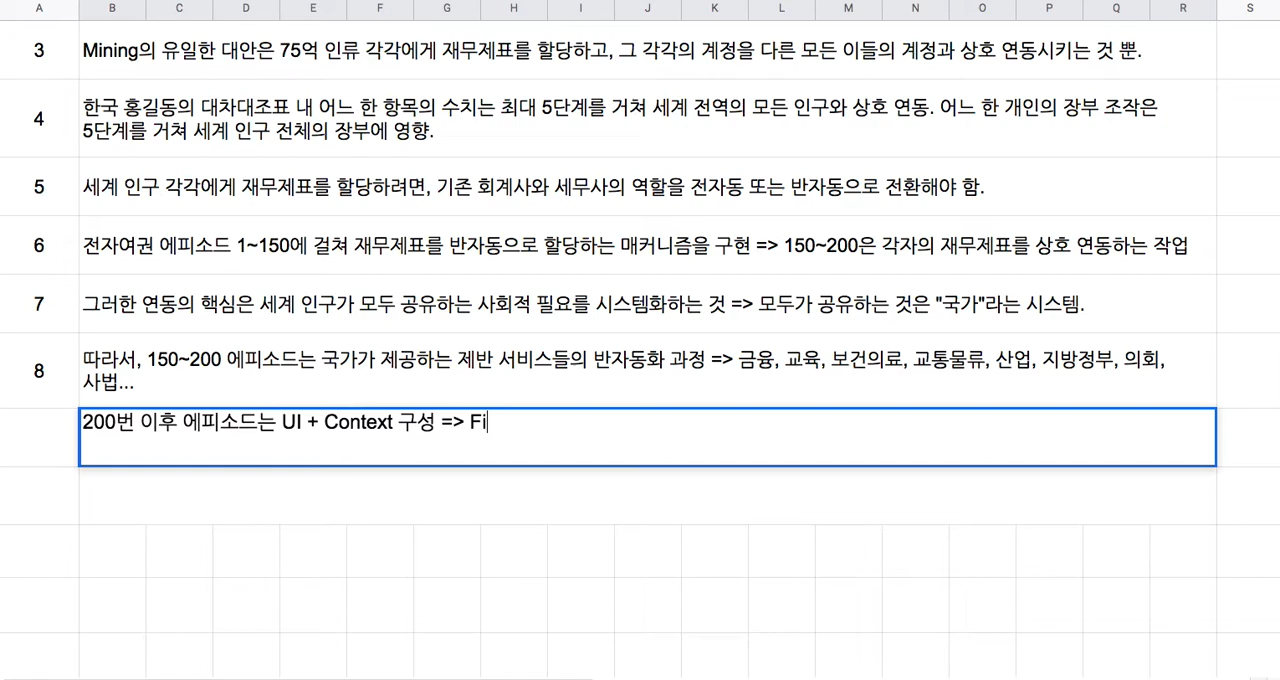 A B C D E F G H I J K L M N O P Q R S
3 Mining의 유일한 대안은 75억 인류 각각에게 재무제표를 할당하고, 그 각각의 계정을 다른 모든 이들의 계정과 상호 연동시키는 것 뿐.
4 한국 홍길동의 대차대조표 내 어느 한 항목의 수치는 최대 5단계를 거쳐 세계 전역의 모든 인구와 상호 연동. 어느 한 개인의 장부 조작은
5단계를 거쳐 세계 인구 전체의 장부에 영향.
5 세계 인구 각각에게 재무제표를 할당하려면, 기존 회계사와 세무사의 역할을 전자동 또는 반자동으로 전환해야 함.
6 전자여권 에피소드 1~150에 걸쳐 재무제표를 반자동으로 할당하는 매커니즘을 구현 => 150~200은 각자의 재무제표를 상호 연동하는 작업
7 그러한 연동의 핵심은 세계 인구가 모두 공유하는 사회적 필요를 시스템화하는 것 => 모두가 공유하는 것은 "국가"라는 시스템.
8 따라서, 150~200 에피소드는 국가가 제공하는 제반 서비스들의 반자동화 과정 => 금융, 교육, 보건의료, 교통물류, 산업, 지방정부, 의회,
사법...
200번 이후 에피소드는 UI + Context 구성 => Fi